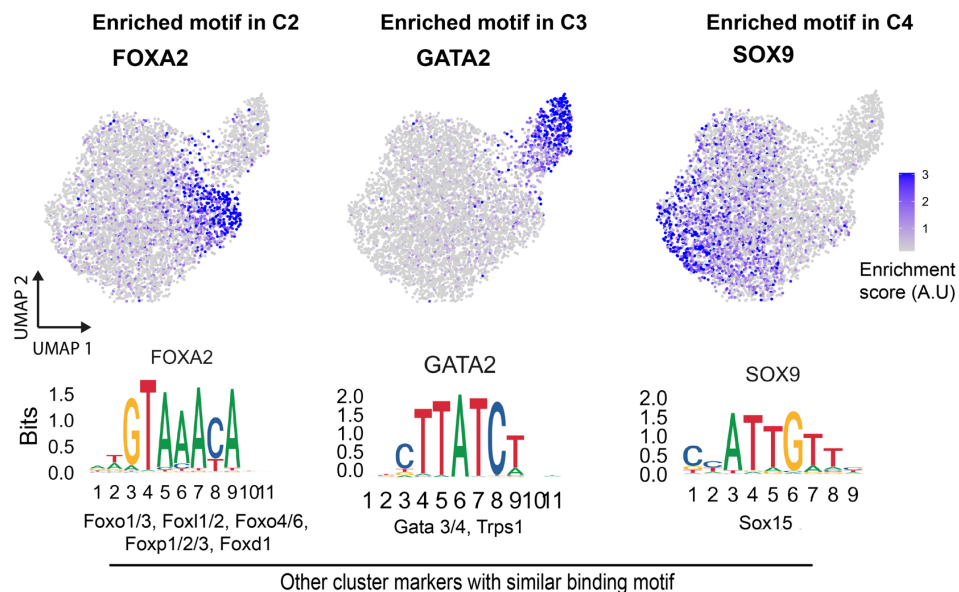 Enriched motif in C2
FOXA2
Enriched motif in C3
GATA2
Enriched motif in C4
SOX9
3
2
1
Enrichment
score (A.U)
UMAP 2
UMAP 1
FOXA2
Bits
1.5
1.0
0.5
0.0
GTAAACA
1 2 3 4 5 6 7 8 9 1011
Foxo1/3, Foxl1/2, Foxo4/6,
Foxp1/2/3, Foxd1
GATA2
2.0
1.5
1.0
0.5
0.0
CTTATCT
1 2 3 4 5 6 7 8 9 10 11
Gata 3/4, Trps1
SOX9
2.0
1.5
1.0
0.5
0.0
CCATTGTT
1 2 3 4 5 6 7 8 9
Sox15
Other cluster markers with similar binding motif